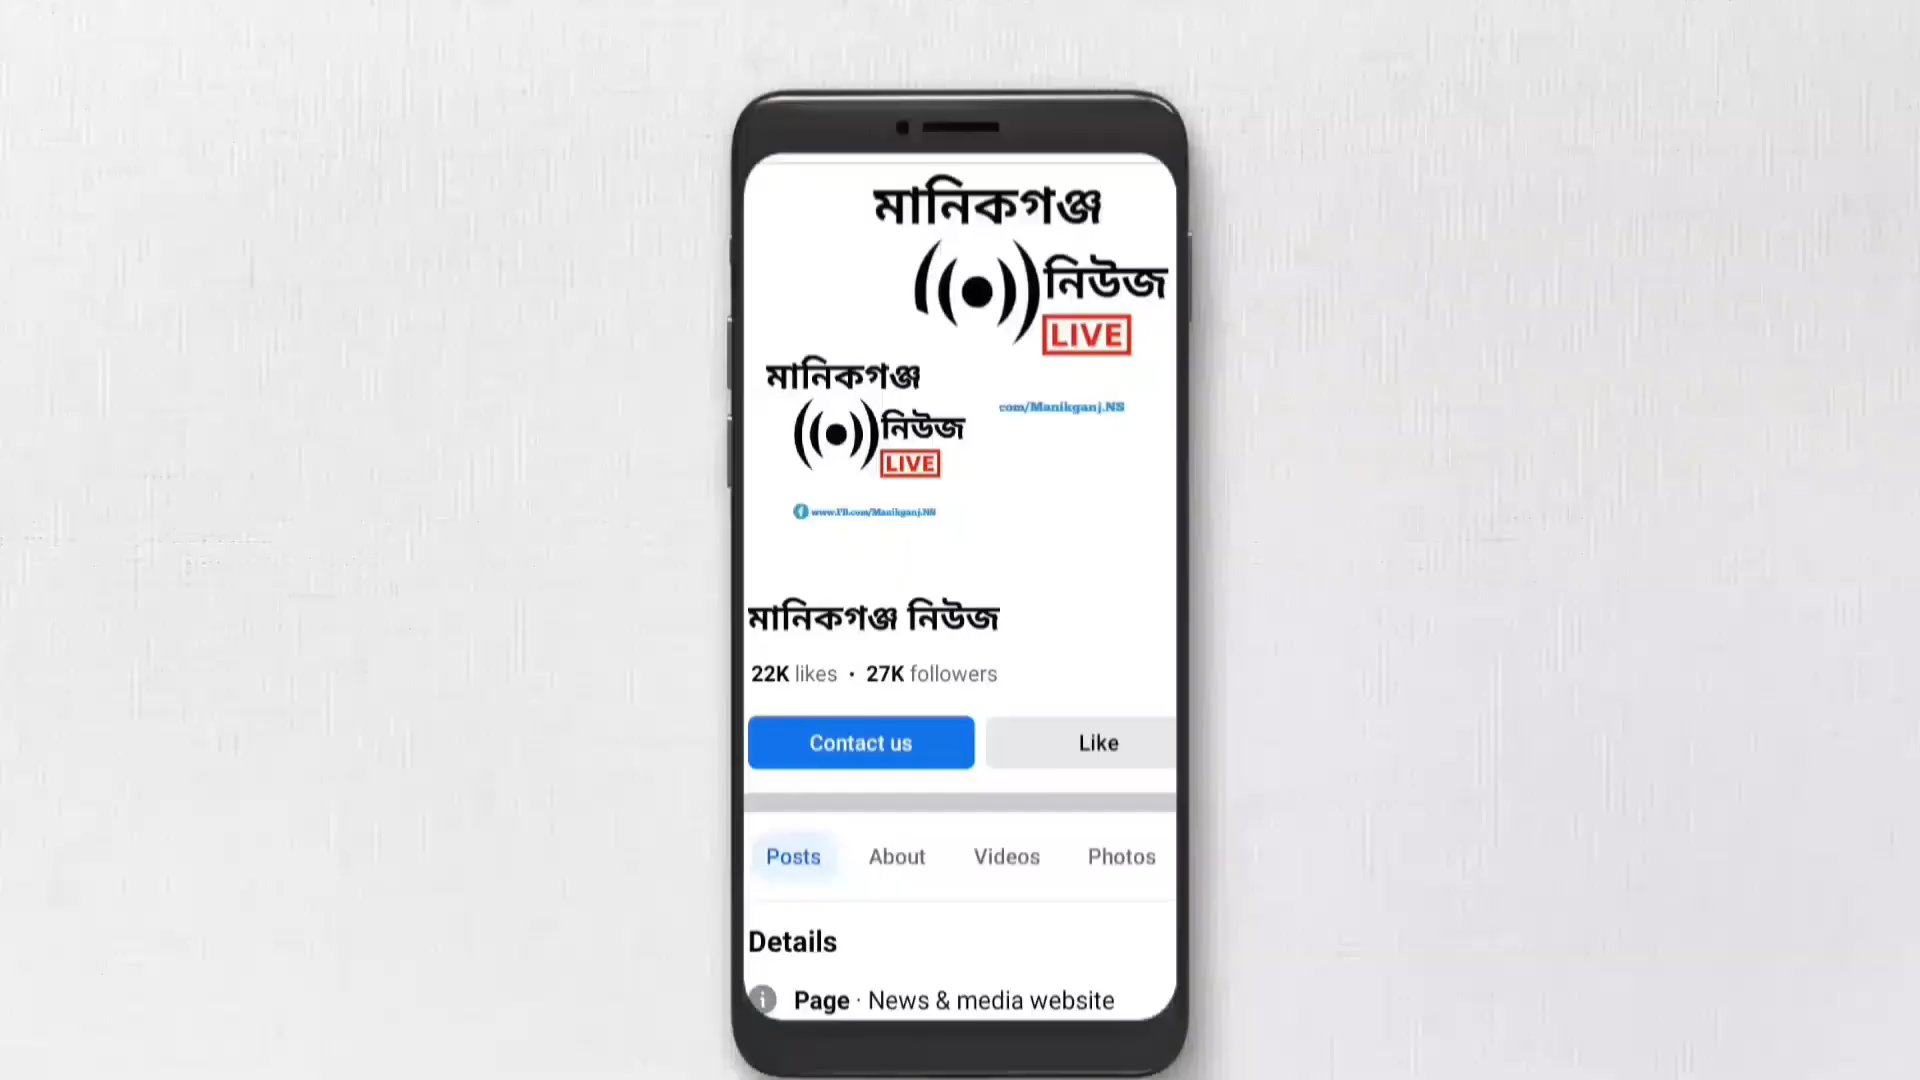 মানিকগঞ্জ
নিউজ
LIVE
com/Manikganj.NS
মানিকগঞ্জ
নিউজ
LIVE
www.FB.com/Manikganj.NS
মানিকগঞ্জ নিউজ
22K likes · 27K followers
Contact us
Like
Posts About Videos Photos
Details
Page · News & media website